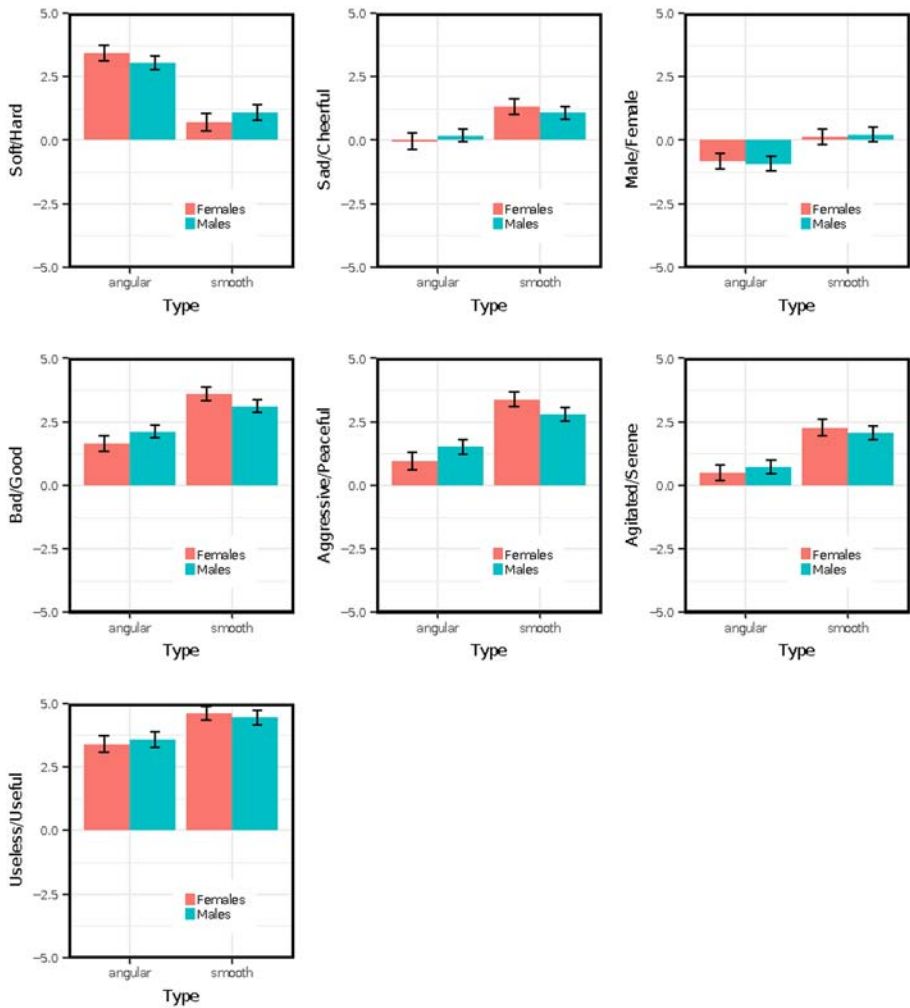 Soft/Hard
5.0
2.5
0.0
−2.5
−5.0
Females
Males
angular
smooth
Type
Sad/Cheerful
5.0
2.5
0.0
−2.5
−5.0
Females
Males
angular
smooth
Type
Male/Female
5.0
2.5
0.0
−2.5
−5.0
Females
Males
angular
smooth
Type
Bad/Good
5.0
2.5
0.0
−2.5
−5.0
Females
Males
angular
smooth
Type
Aggressive/Peaceful
5.0
2.5
0.0
−2.5
−5.0
Females
Males
angular
smooth
Type
Agitated/Serene
5.0
2.5
0.0
−2.5
−5.0
Females
Males
angular
smooth
Type
Useless/Useful
5.0
2.5
0.0
−2.5
−5.0
Females
Males
angular
smooth
Type